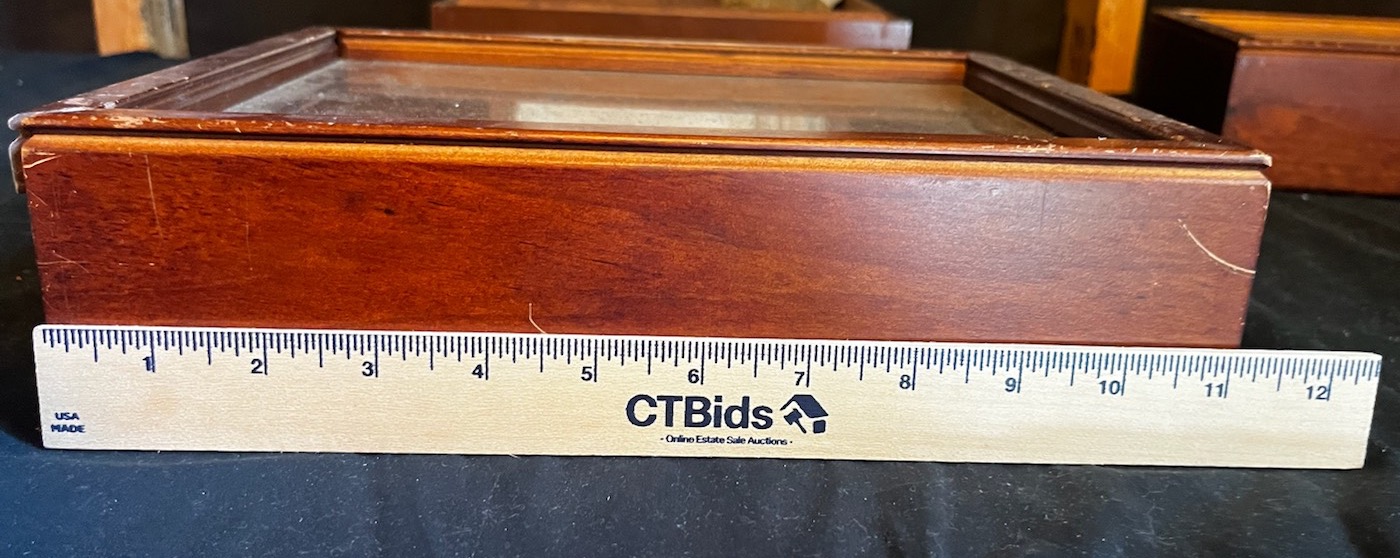 1 2 3 4 5 6 7 8 9 10 11 12
CTBids
- Online Estate Sale Auctions -
USA
MADE